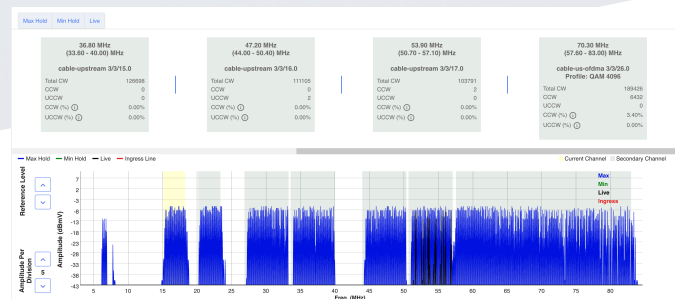 Max Hold Min Hold Live
36.80 MHz
(33.60 - 40.00) MHz
cable-upstream 3/3/15.0
Total CW 126698
CCW 0
UCCW 0
CCW (%) 0.00%
UCCW (%) 0.00%
47.20 MHz
(44.00 - 50.40) MHz
cable-upstream 3/3/16.0
Total CW 111105
CCW 0
UCCW 2
CCW (%) 0.00%
UCCW (%) 0.00%
53.90 MHz
(50.70 - 57.10) MHz
cable-upstream 3/3/17.0
Total CW 103791
CCW 2
UCCW 0
CCW (%) 0.00%
UCCW (%) 0.00%
70.30 MHz
(57.60 - 83.00) MHz
cable-us-ofdma 3/3/26.0
Profile: QAM 4096
Total CW 189426
CCW 6432
UCCW 0
CCW (%) 3.40%
UCCW (%) 0.00%
Max Hold Min Hold Live Ingress Line
Current Channel Secondary Channel
Reference Level
Amplitude Per Division
5
Amplitude (dBmV)
7
2
-3
-8
-13
-18
-23
-28
-33
-38
-43
Max
Min
Live
Ingress
5 10 15 20 25 30 35 40 45 50 55 60 65 70 75 80
Freq. (MHz)